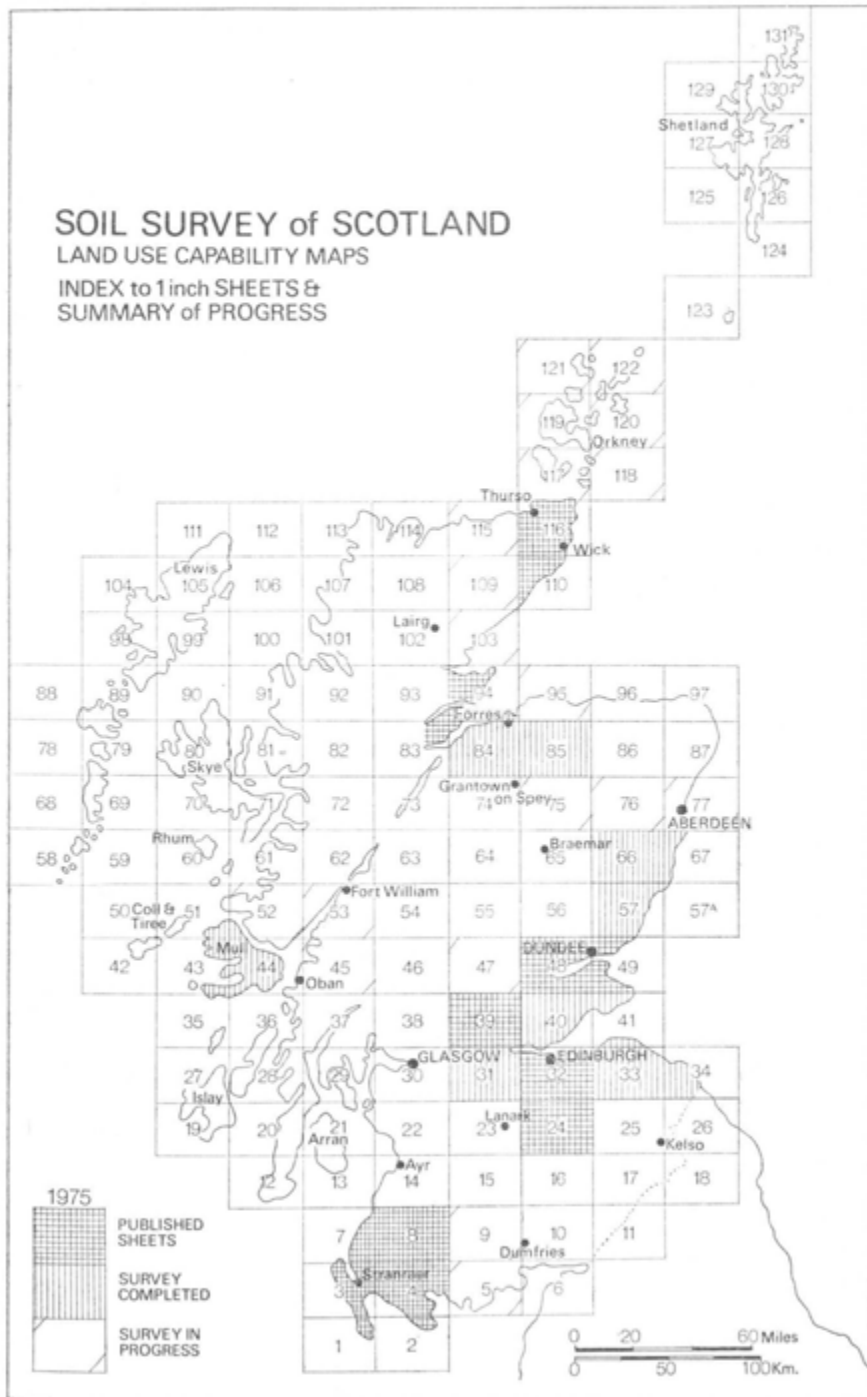 131
129 130
Shetland
127 128
125 126
124
SOIL SURVEY of SCOTLAND
LAND USE CAPABILITY MAPS
INDEX to 1 inch SHEETS &
SUMMARY of PROGRESS
123
121 122
119 120
Orkney
117 118
Thurso
111 112 113 114 115 116
Wick
Lewis
104 105 106 107 108 109 110
Lairg
98 99 100 101 102 103
88 89 90 91 92 93 94 95 96 97
Forres
78 79 80 81 82 83 84 85 86 87
Skye
Grantown
on Spey
68 69 70 71 72 73 74 75 76 77
ABERDEEN
Rhum
Braemar
58 59 60 61 62 63 64 65 66 67
Fort William
50 51 52 53 54 55 56 57 57A
Coll &
Tiree
Mull
DUNDEE
42 43 44 45 46 47 48 49
Oban
35 36 37 38 39 40 41
GLASGOW
EDINBURGH
27 28 29 30 31 32 33 34
Islay
Lanark
19 20 21 22 23 24 25 26
Arran
Kelso
Ayr
12 13 14 15 16 17 18
1975
PUBLISHED
SHEETS
7 8 9 10 11
Dumfries
SURVEY
COMPLETED
Stranraer
3 4 5 6
SURVEY IN
PROGRESS
1 2
0 20 40 60 Miles
0 50 100 Km.